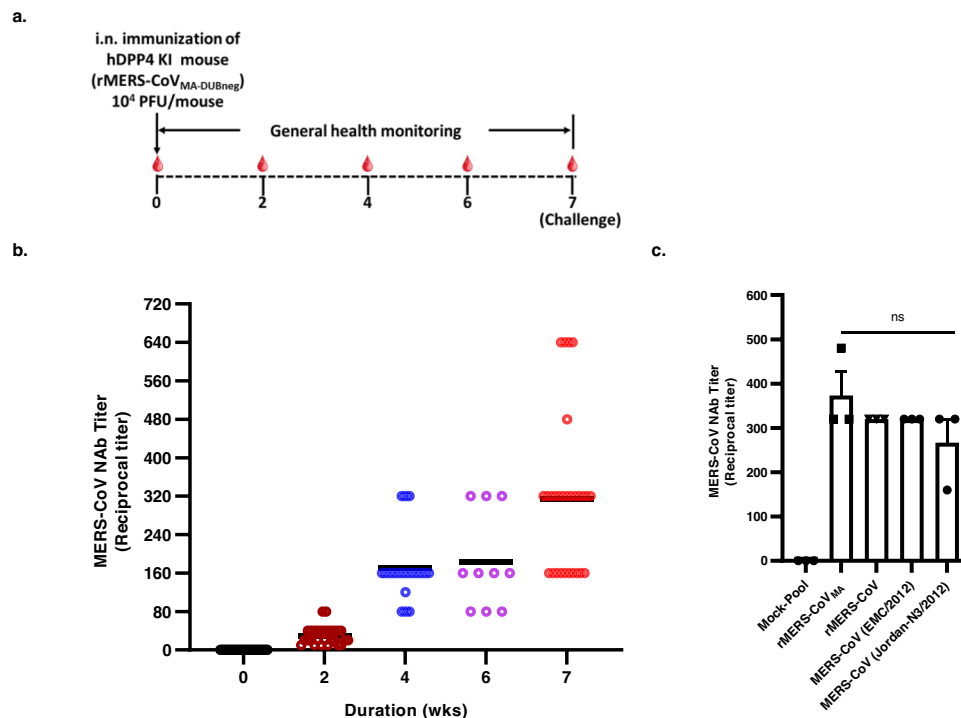 a.
i.n. immunization of
hDPP4 KI mouse
(rMERS-CoVMA-DUBneg)
10⁴ PFU/mouse
General health monitoring
0 2 4 6 7
(Challenge)
b.
MERS-CoV NAb Titer
(Reciprocal titer)
720
640
560
480
400
320
240
160
80
0
0 2 4 6 7
Duration (wks)
c.
MERS-CoV NAb Titer
(Reciprocal titer)
600
500
400
300
200
100
0
ns
Mock-Pool
rMERS-CoVMA
rMERS-CoV
MERS-CoV (EMC/2012)
MERS-CoV (Jordan-N3/2012)